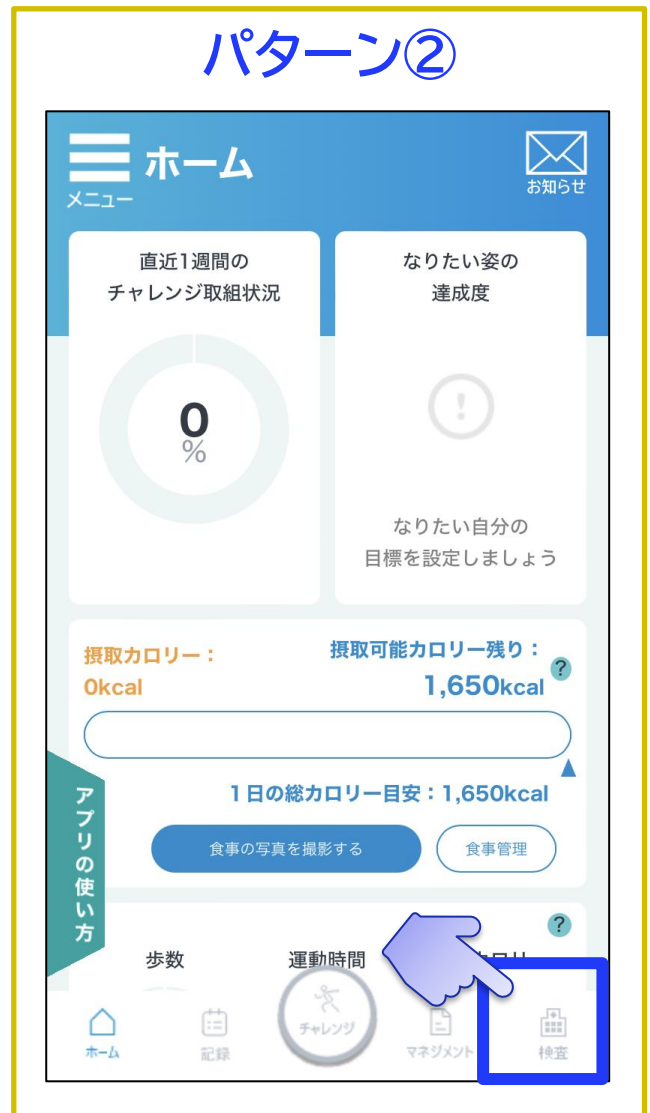 パターン②
ホーム
メニュー
お知らせ
直近1週間の
チャレンジ取組状況
なりたい姿の
達成度
0
%
なりたい自分の
目標を設定しましょう
摂取カロリー：
0kcal
摂取可能カロリー残り：
?
1,650kcal
1日の総カロリー目安：1,650kcal
食事の写真を撮影する
食事管理
アプリの使い方
?
歩数
運動時間
ホーム
記録
チャレンジ
マネジメント
検査